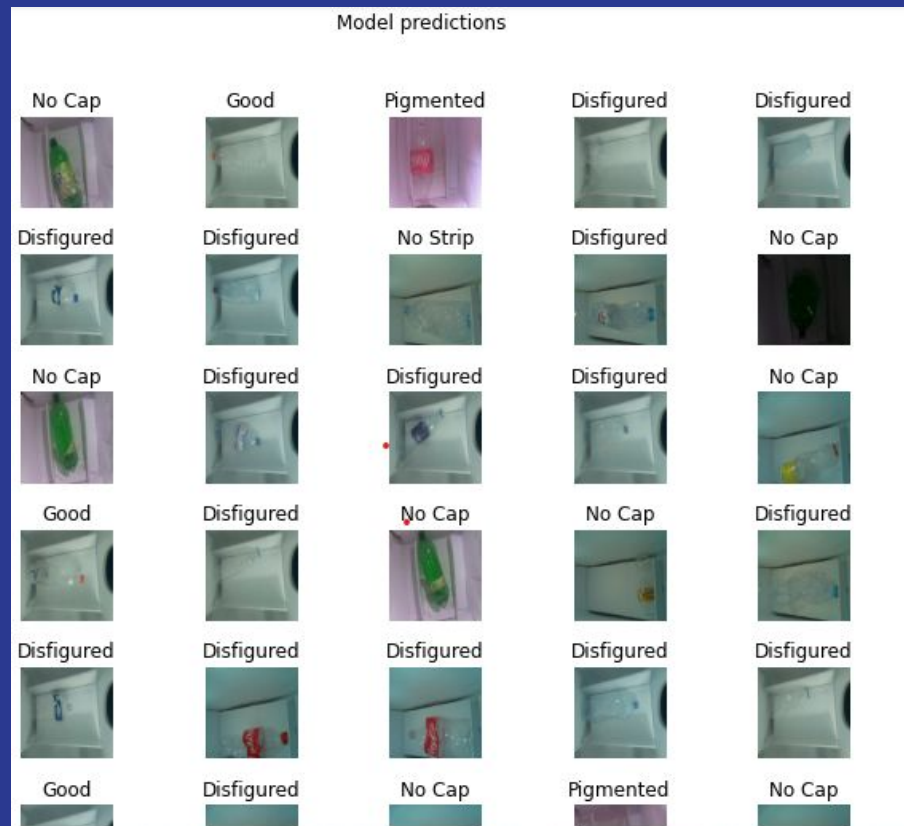 Model predictions
No Cap Good Pigmented Disfigured Disfigured
Disfigured Disfigured No Strip Disfigured No Cap
No Cap Disfigured Disfigured Disfigured No Cap
Good Disfigured No Cap No Cap Disfigured
Disfigured Disfigured Disfigured Disfigured Disfigured
Good Disfigured No Cap Pigmented No Cap